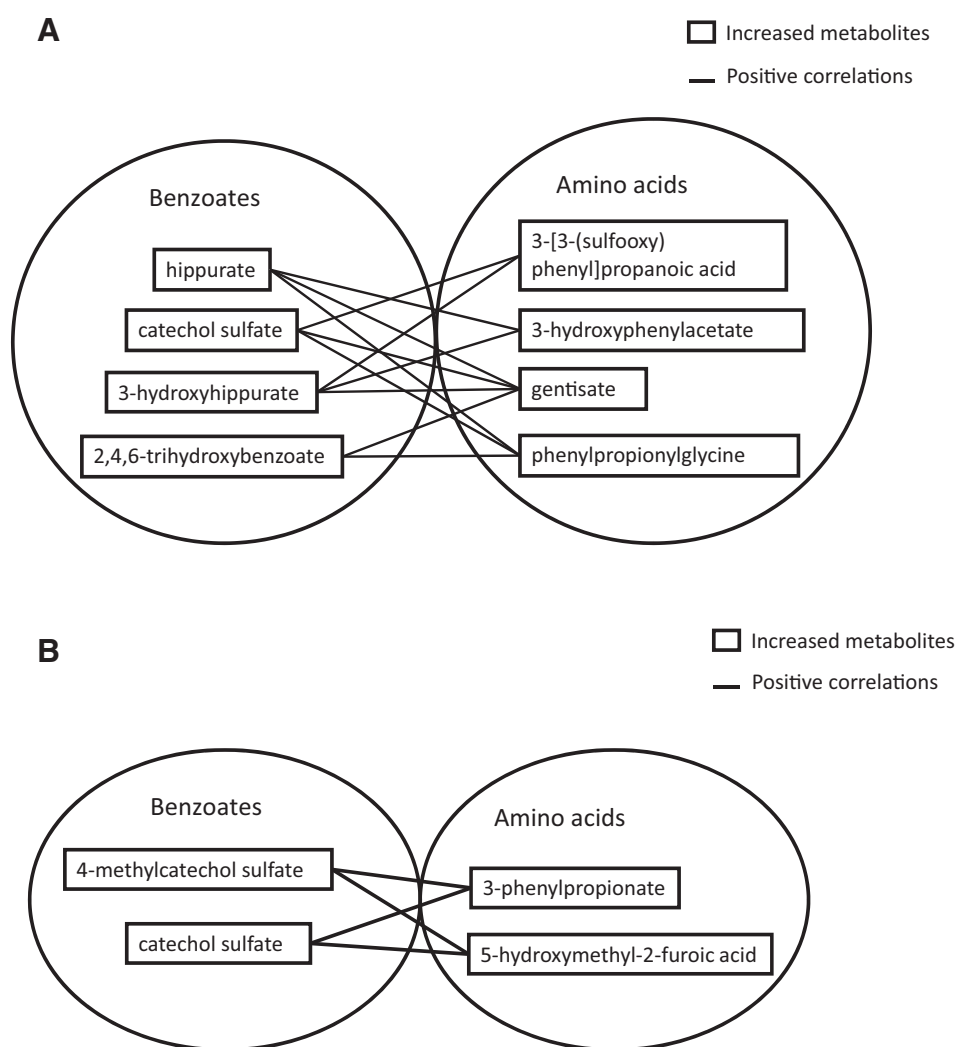 A
Increased metabolites
Positive correlations
Benzoates
Amino acids
hippurate
catechol sulfate
3-hydroxyhippurate
2,4,6-trihydroxybenzoate
3-[3-(sulfooxy)
phenyl]propanoic acid
3-hydroxyphenylacetate
gentisate
phenylpropionylglycine
B
Increased metabolites
Positive correlations
Benzoates
Amino acids
4-methylcatechol sulfate
catechol sulfate
3-phenylpropionate
5-hydroxymethyl-2-furoic acid